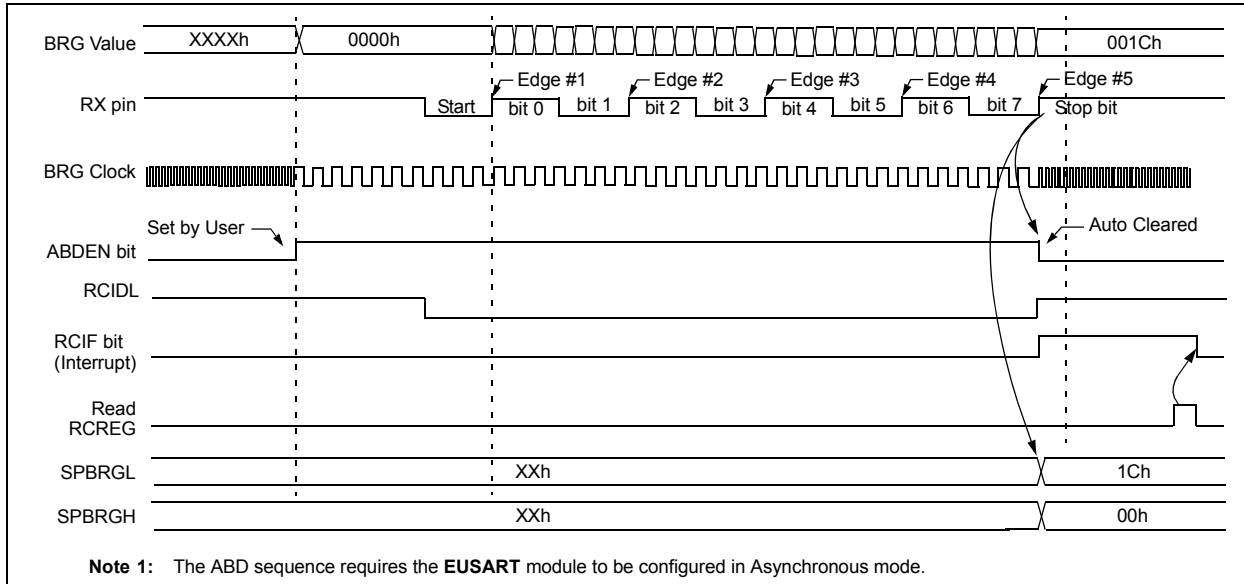 BRG Value XXXXh 0000h 001Ch
Edge #1 Edge #2 Edge #3 Edge #4 Edge #5
RX pin Start bit 0 bit 1 bit 2 bit 3 bit 4 bit 5 bit 6 bit 7 Stop bit
BRG Clock
Set by User Auto Cleared
ABDEN bit
RCIDL
RCIF bit
(Interrupt)
Read
RCREG
SPBRGL XXh 1Ch
SPBRGH XXh 00h
Note 1: The ABD sequence requires the EUSART module to be configured in Asynchronous mode.